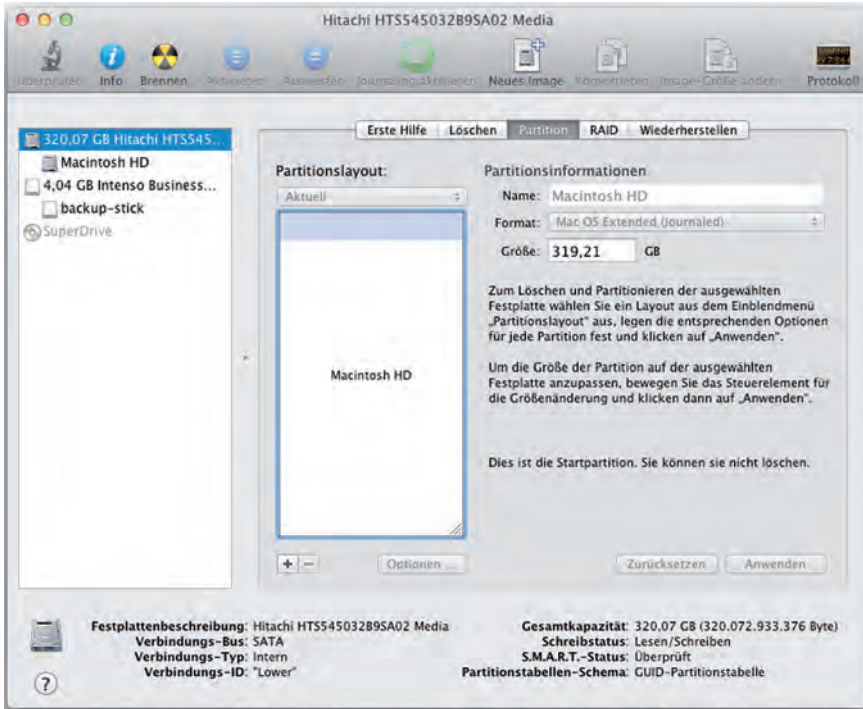 Hitachi HTS545032B9SA02 Media
Überprüfen Info Brennen Aktivieren Auswerfen Journaling aktivieren Neues Image Konvertieren Image-Größe ändern Protokoll
Erste Hilfe Löschen Partition RAID Wiederherstellen
320,07 GB Hitachi HTS545...
Macintosh HD
4,04 GB Intenso Business...
backup-stick
SuperDrive
Partitionslayout:
Aktuell
Macintosh HD
+ − Optionen ...
Partitionsinformationen
Name: Macintosh HD
Format: Mac OS Extended (Journaled)
Größe: 319,21 GB
Zum Löschen und Partitionieren der ausgewählten
Festplatte wählen Sie ein Layout aus dem Einblendmenü
„Partitionslayout“ aus, legen die entsprechenden Optionen
für jede Partition fest und klicken auf „Anwenden“.
Um die Größe der Partition auf der ausgewählten
Festplatte anzupassen, bewegen Sie das Steuerelement für
die Größenänderung und klicken dann auf „Anwenden“.
Dies ist die Startpartition. Sie können sie nicht löschen.
Zurücksetzen Anwenden
Festplattenbeschreibung: Hitachi HTS545032B9SA02 Media
Verbindungs-Bus: SATA
Verbindungs-Typ: Intern
Verbindungs-ID: "Lower"
Gesamtkapazität: 320,07 GB (320.072.933.376 Byte)
Schreibstatus: Lesen/Schreiben
S.M.A.R.T.-Status: Überprüft
Partitionstabellen-Schema: GUID-Partitionstabelle
?